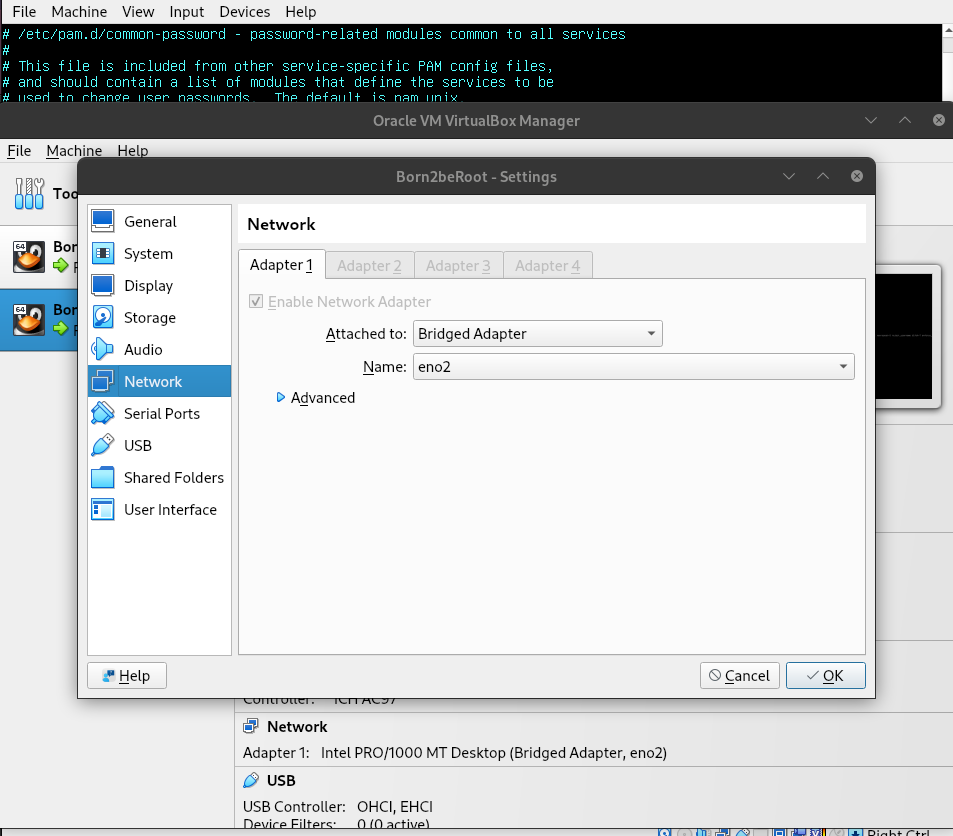 File Machine View Input Devices Help
# /etc/pam.d/common-password - password-related modules common to all services
#
# This file is included from other service-specific PAM config files,
# and should contain a list of modules that define the services to be
# used to change user passwords. The default is pam_unix.
Oracle VM VirtualBox Manager
File Machine Help
Born2beRoot - Settings
Too
64
Born
64
Born
General
System
Display
Storage
Audio
Network
Serial Ports
USB
Shared Folders
User Interface
Network
Adapter 1 Adapter 2 Adapter 3 Adapter 4
Enable Network Adapter
Attached to: Bridged Adapter
Name: eno2
Advanced
Help Cancel OK
Controller: ICH AC97
Network
Adapter 1: Intel PRO/1000 MT Desktop (Bridged Adapter, eno2)
USB
USB Controller: OHCI, EHCI
Device Filters: 0 (0 active)
Right Ctrl